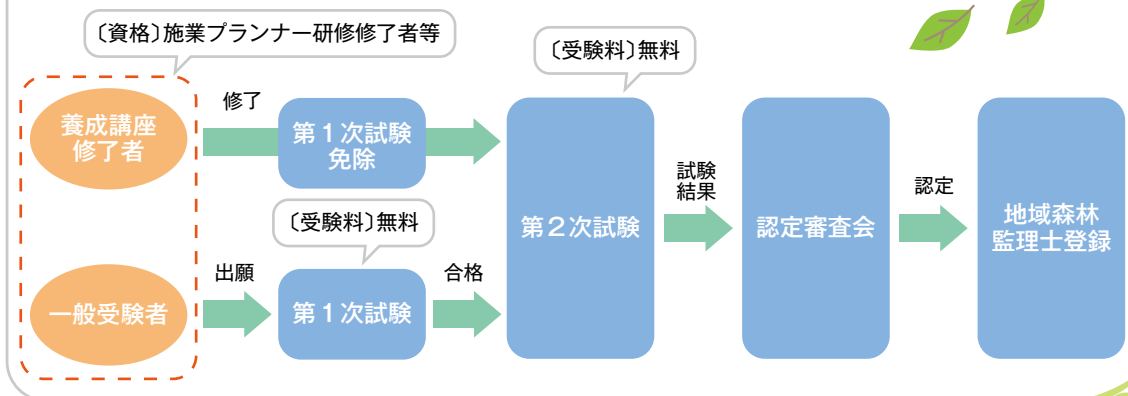 〔資格〕施業プランナー研修修了者等
〔受験料〕無料
養成講座
修了者
修了
第1次試験
免除
〔受験料〕無料
一般受験者
出願
第1次試験
合格
第2次試験
試験
結果
認定審査会
認定
地域森林
監理士登録